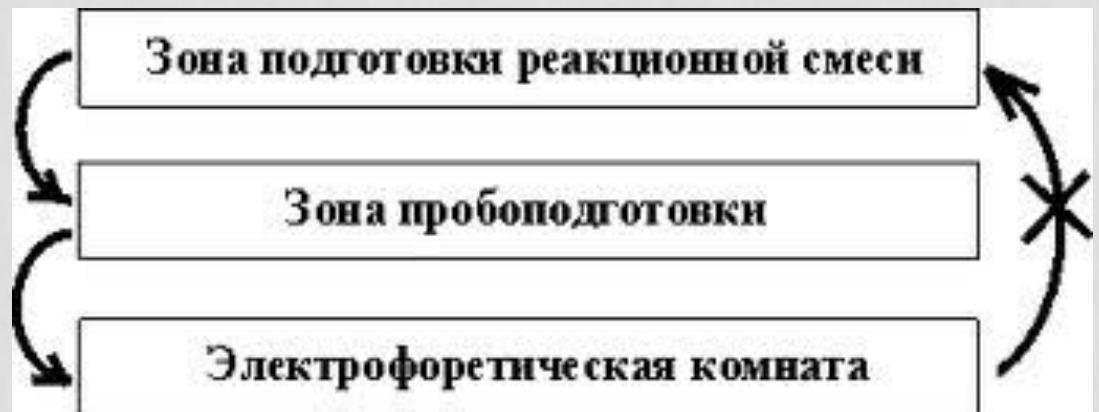 Зона подготовки реакционной смеси
Зона пробоподготовки
Электрофоретическая комната